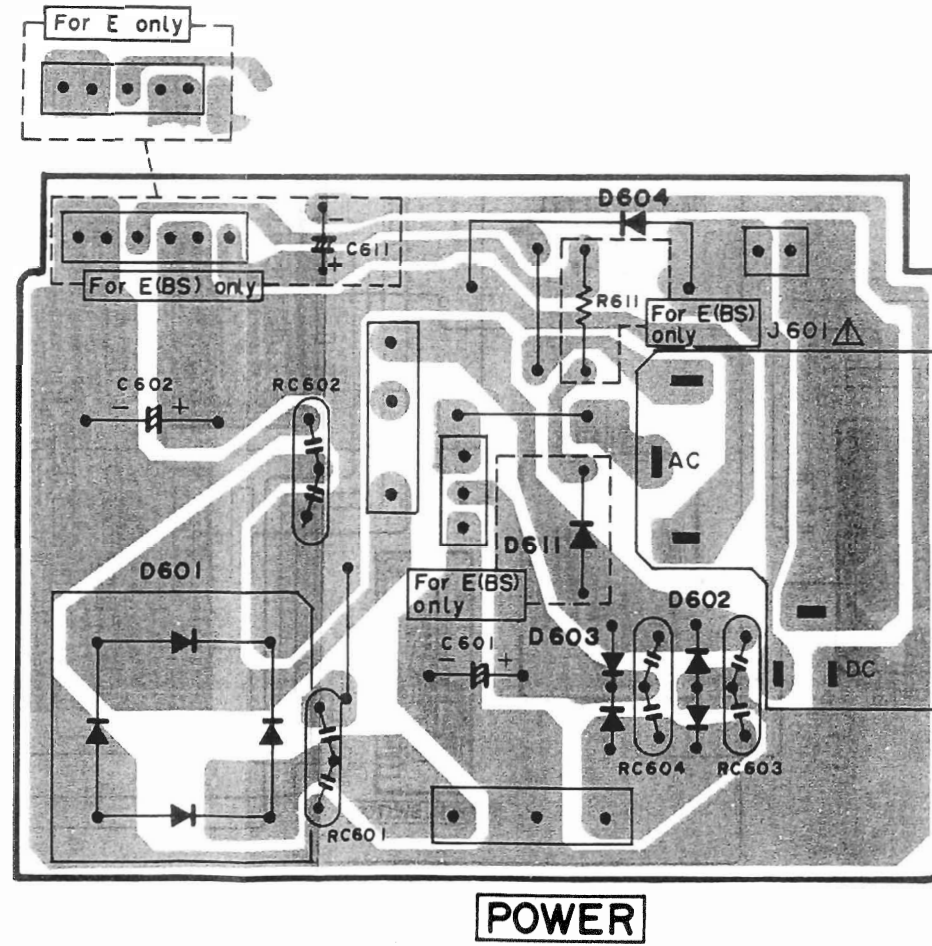 For E only
D604
C611
For E(BS) only
R611
For E(BS)
only
J601
C602
RC602
AC
D601
D611
For E(BS)
only
D602
D603
C601
DC
RC604
RC603
RC601
POWER